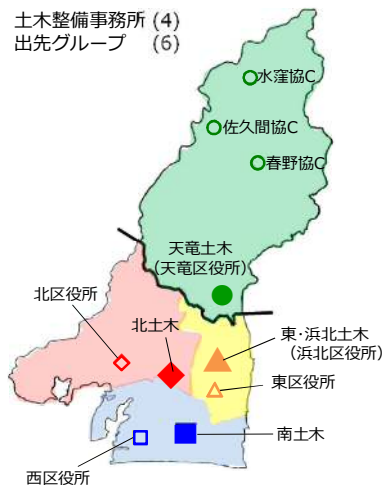 土木整備事務所 (4)
出先グループ (6)
水窪協C
佐久間協C
春野協C
天竜土木
(天竜区役所)
北区役所
北土木
東・浜北土木
(浜北区役所)
東区役所
南土木
西区役所